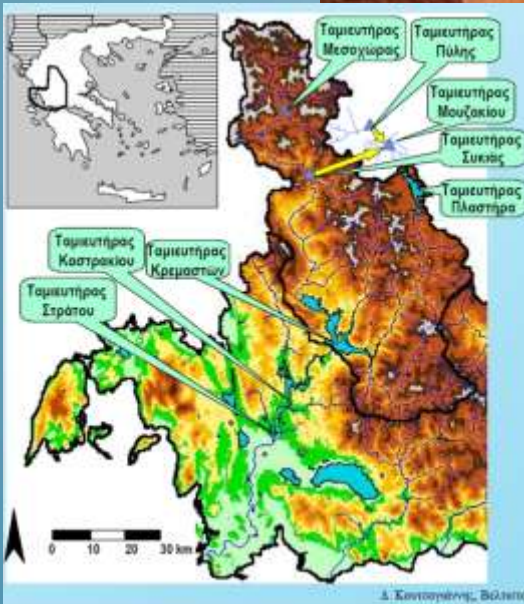 Ταμιευτήρας
Μεσοχώρας
Ταμιευτήρας
Πύλης
Ταμιευτήρας
Μουζακίου
Ταμιευτήρας
Συκιάς
Ταμιευτήρας
Πλαστήρα
Ταμιευτήρας
Καστρακίου
Ταμιευτήρας
Κρεμαστών
Ταμιευτήρας
Στράτου
0 10 20 30 km
Δ. Κουτσογιάννης,